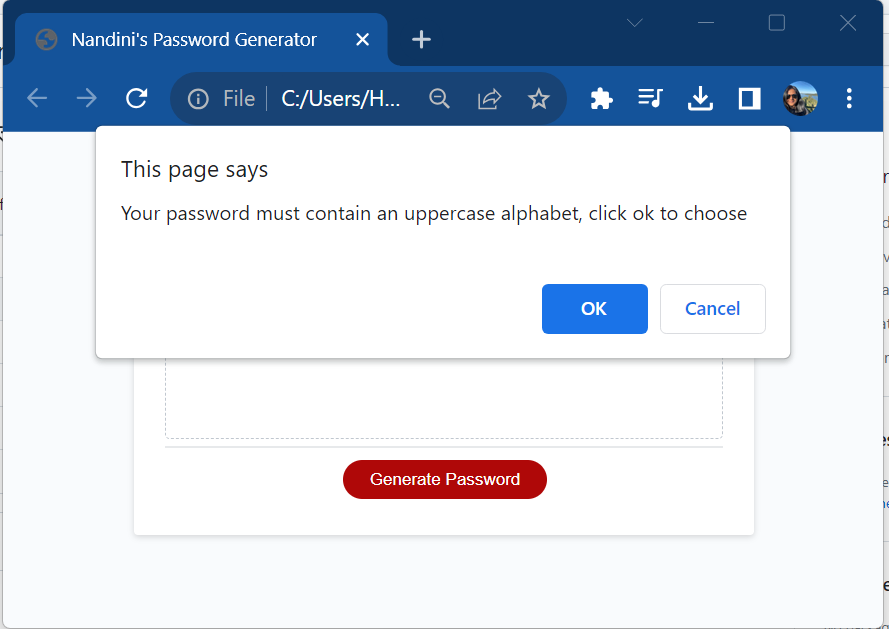 Nandini's Password Generator
File C:/Users/H...
This page says
Your password must contain an uppercase alphabet, click ok to choose
OK Cancel
Generate Password